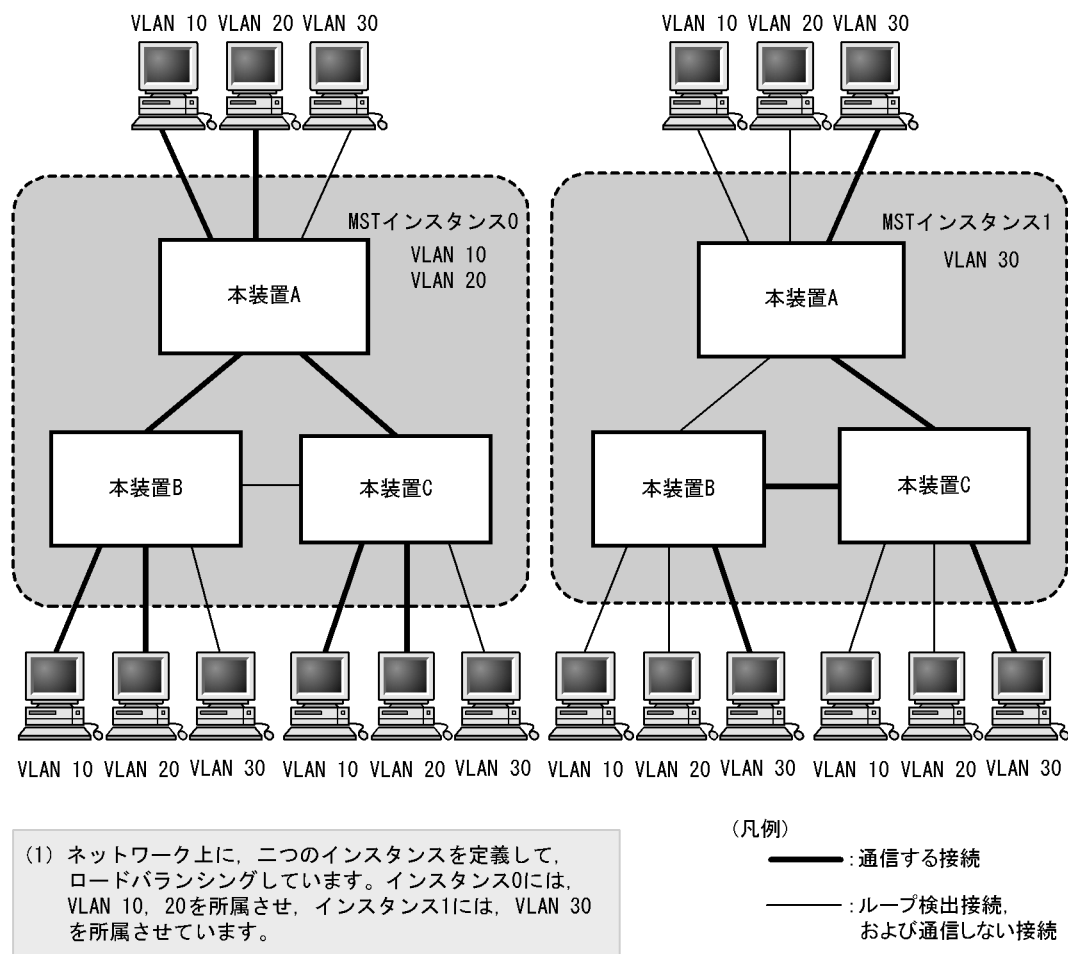 VLAN 10 VLAN 20 VLAN 30
VLAN 10 VLAN 20 VLAN 30
MSTインスタンス0
VLAN 10
VLAN 20
本装置A
本装置B
本装置C
MSTインスタンス1
VLAN 30
本装置A
本装置B
本装置C
VLAN 10 VLAN 20 VLAN 30
VLAN 10 VLAN 20 VLAN 30
VLAN 10 VLAN 20 VLAN 30
VLAN 10 VLAN 20 VLAN 30
(1) ネットワーク上に，二つのインスタンスを定義して，
ロードバランシングしています。インスタンス0には，
VLAN 10，20を所属させ，インスタンス1には，VLAN 30
を所属させています。
(凡例)
：通信する接続
：ループ検出接続，
および通信しない接続